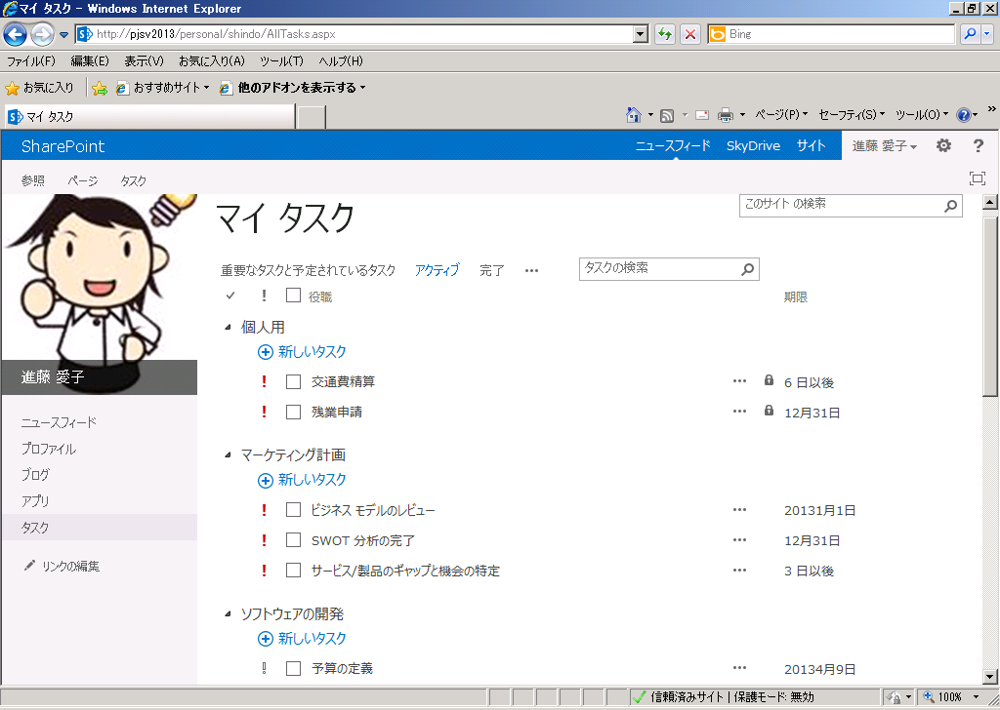 マイ タスク - Windows Internet Explorer
http://pjsv2013/personal/shindo/AllTasks.aspx
Bing
ファイル(F) 編集(E) 表示(V) お気に入り(A) ツール(T) ヘルプ(H)
お気に入り おすすめサイト 他のアドオンを表示する
マイ タスク
ページ(P) セーフティ(S) ツール(O)
SharePoint ニュースフィード SkyDrive サイト 進藤 愛子 ?
参照 ページ タスク
マイ タスク
このサイト の検索
重要なタスクと予定されているタスク アクティブ 完了 ...
タスクの検索
役職 期限
個人用
新しいタスク
! 交通費精算 ... 6 日以後
! 残業申請 ... 12月31日
マーケティング計画
新しいタスク
! ビジネス モデルのレビュー ... 20131月1日
! SWOT 分析の完了 ... 12月31日
! サービス/製品のギャップと機会の特定 ... 3 日以後
ソフトウェアの開発
新しいタスク
! 予算の定義 ... 20134月9日
進藤 愛子
ニュースフィード
プロファイル
ブログ
アプリ
タスク
リンクの編集
信頼済みサイト | 保護モード: 無効
100%